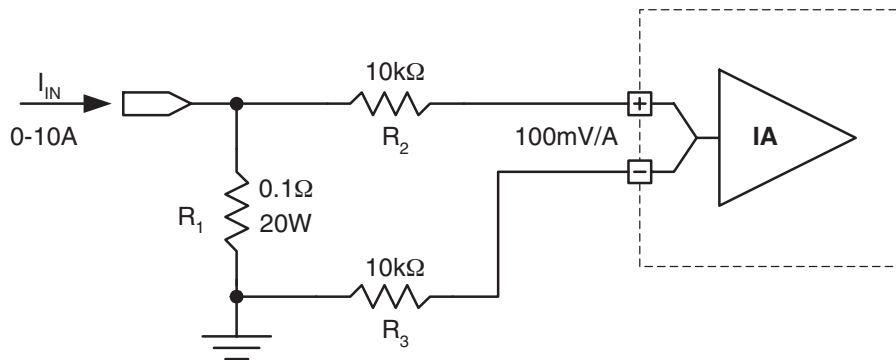 I_IN
0-10A
10kΩ
R_2
100mV/A
+
−
IA
R_1
0.1Ω
20W
10kΩ
R_3